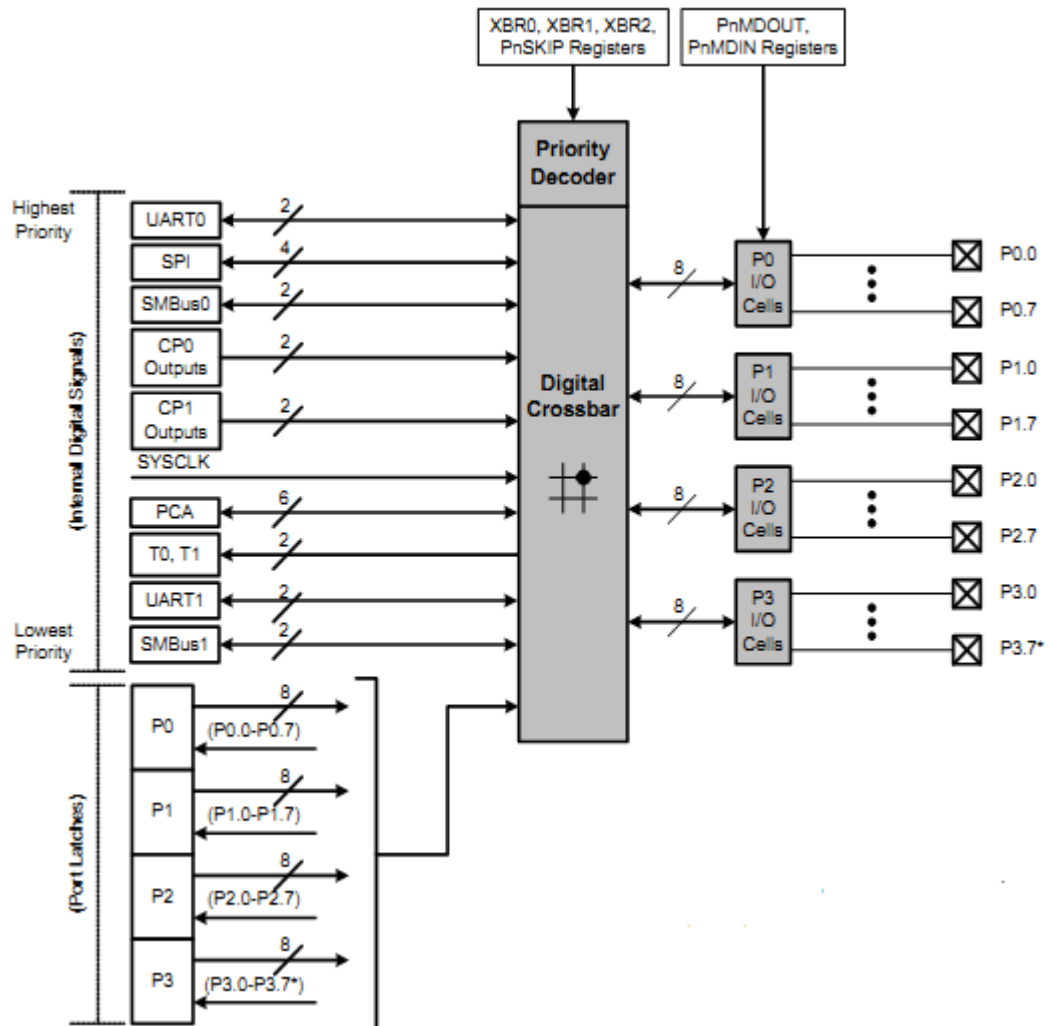 XBR0, XBR1, XBR2,
PnSKIP Registers
PnMDOUT,
PnMDIN Registers
Priority
Decoder
Highest
Priority
(Internal Digital Signals)
Lowest
Priority
UART0
2
SPI
4
SMBus0
2
CP0
Outputs
2
CP1
Outputs
2
SYSCLK
PCA
6
T0, T1
2
UART1
2
SMBus1
2
Digital
Crossbar
8
P0
I/O
Cells
P0.0
P0.7
8
P1
I/O
Cells
P1.0
P1.7
8
P2
I/O
Cells
P2.0
P2.7
8
P3
I/O
Cells
P3.0
P3.7*
(Port Latches)
P0
8
(P0.0-P0.7)
P1
8
(P1.0-P1.7)
P2
8
(P2.0-P2.7)
P3
8
(P3.0-P3.7*)